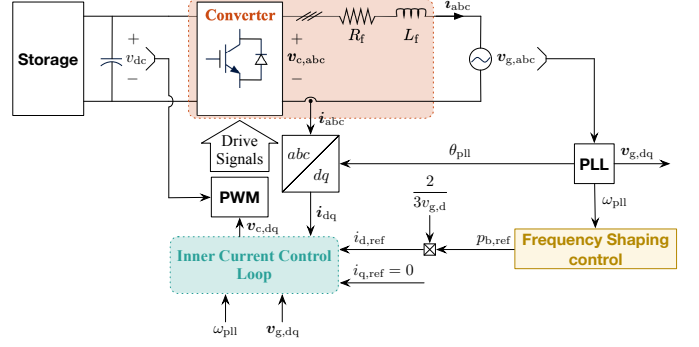 Converter
i_abc
R_f
L_f
Storage
+
v_dc
−
+
v_c,abc
−
v_g,abc
i_abc
Drive
Signals
abc
dq
θ_pll
PLL
v_g,dq
PWM
2
3v_g,d
ω_pll
v_c,dq
i_dq
Inner Current Control
Loop
i_d,ref
p_b,ref
Frequency Shaping
control
i_q,ref = 0
ω_pll
v_g,dq